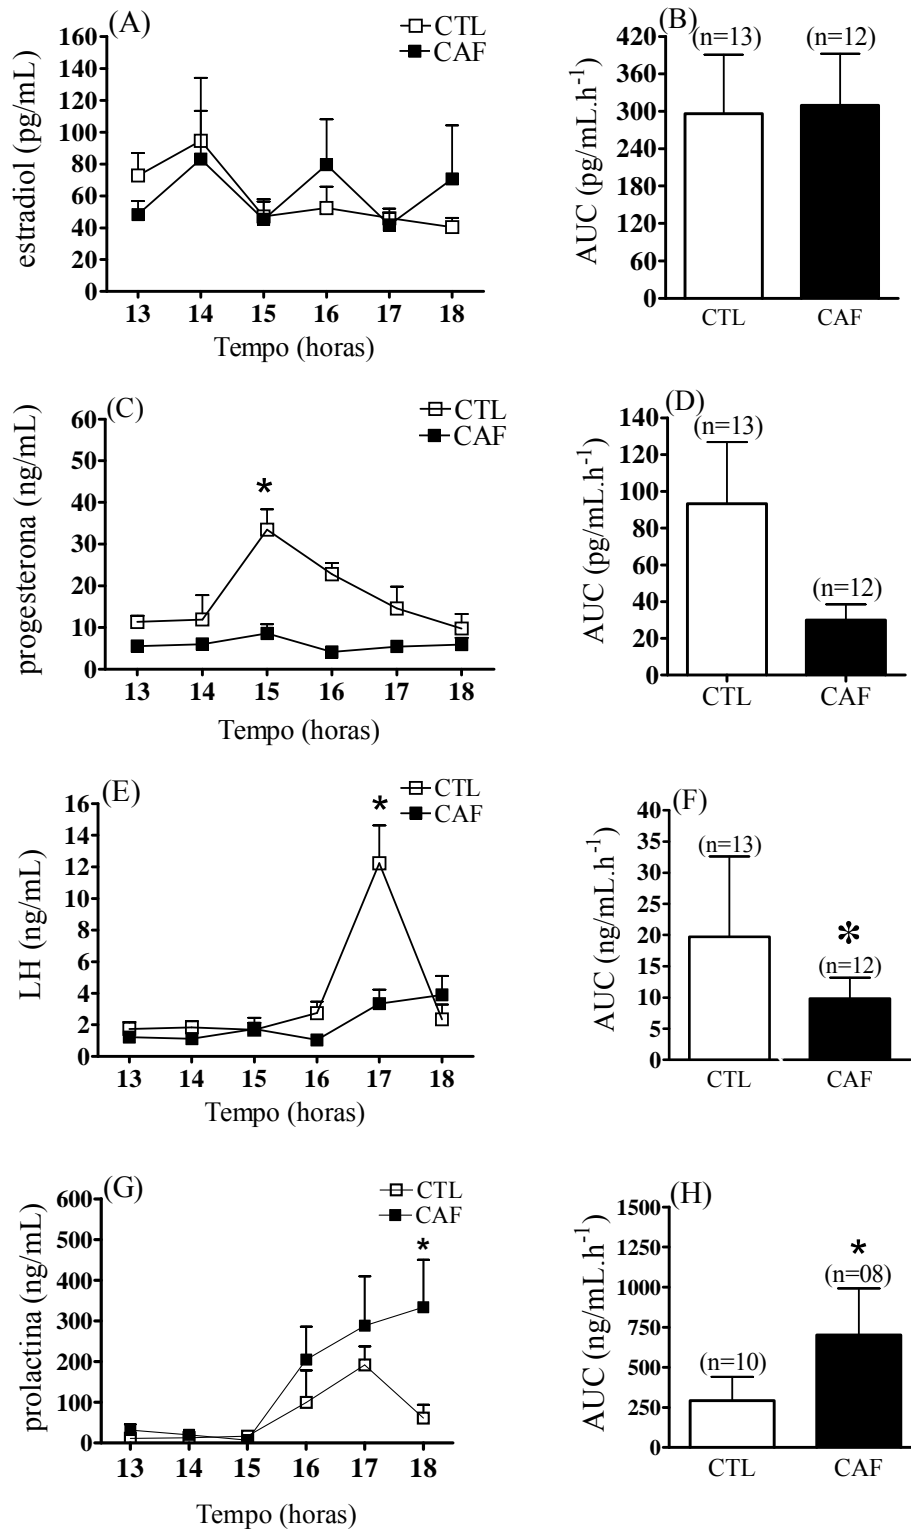 (A)
CTL
CAF
estradiol (pg/mL)
160
140
120
100
80
60
40
20
0
13 14 15 16 17 18
Tempo (horas)
(B)
(n=13) (n=12)
AUC (pg/mL.h⁻¹)
420
360
300
240
180
120
60
0
CTL CAF
(C)
CTL
CAF
progesterona (ng/mL)
60
50
40
30
20
10
0
*
13 14 15 16 17 18
Tempo (horas)
(D)
(n=13)
(n=12)
AUC (pg/mL.h⁻¹)
140
120
100
80
60
40
20
0
CTL CAF
(E)
CTL
CAF
LH (ng/mL)
16
14
12
10
8
6
4
2
0
*
13 14 15 16 17 18
Tempo (horas)
(F)
(n=13)
*
(n=12)
AUC (ng/mL.h⁻¹)
40
35
30
25
20
15
10
5
0
CTL CAF
(G)
CTL
CAF
prolactina (ng/mL)
600
500
400
300
200
100
0
*
13 14 15 16 17 18
Tempo (horas)
(H)
*
(n=08)
(n=10)
AUC (ng/mL.h⁻¹)
1500
1250
1000
750
500
250
0
CTL CAF